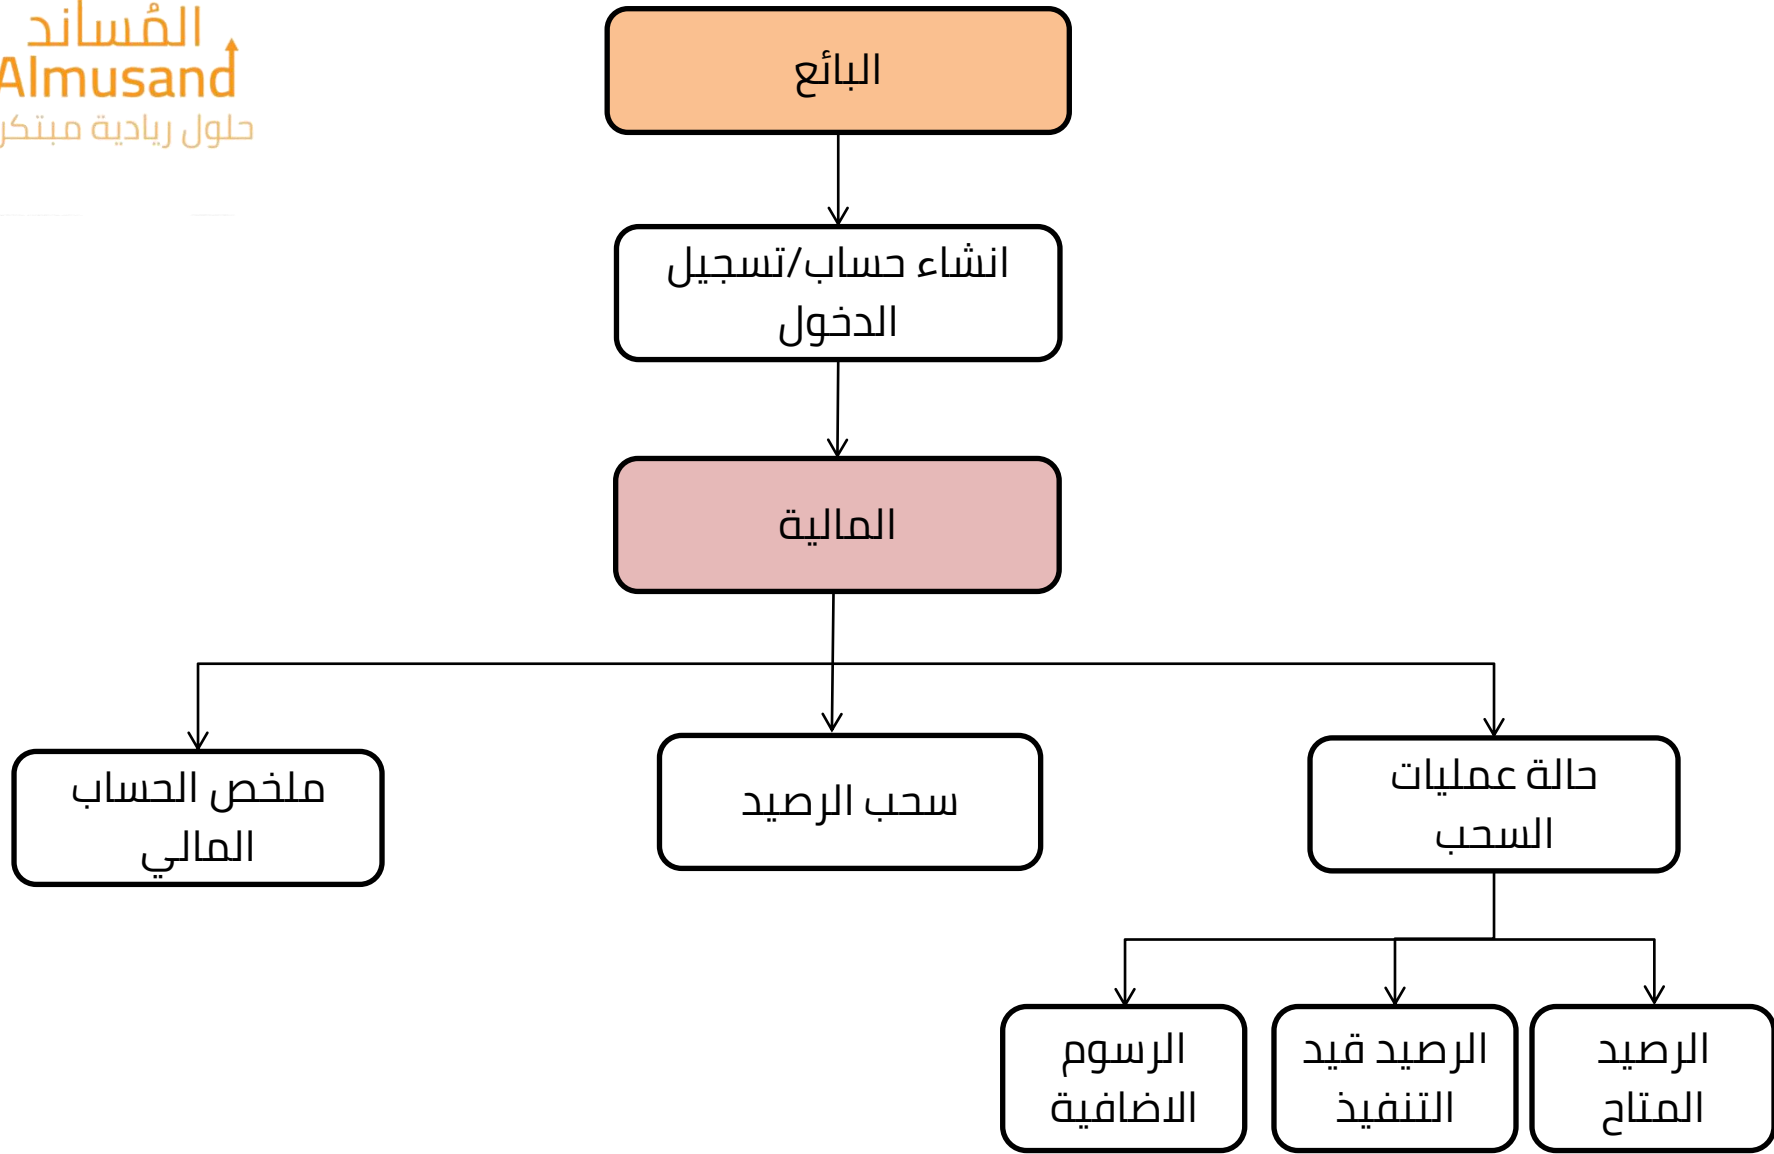 المُساند
Almusand
حلول ريادية مبتكر
البائع
انشاء حساب/تسجيل
الدخول
المالية
حالة عمليات
السحب
سحب الرصيد
ملخص الحساب
المالي
الرصيد
المتاح
الرصيد قيد
التنفيذ
الرسوم
الاضافية